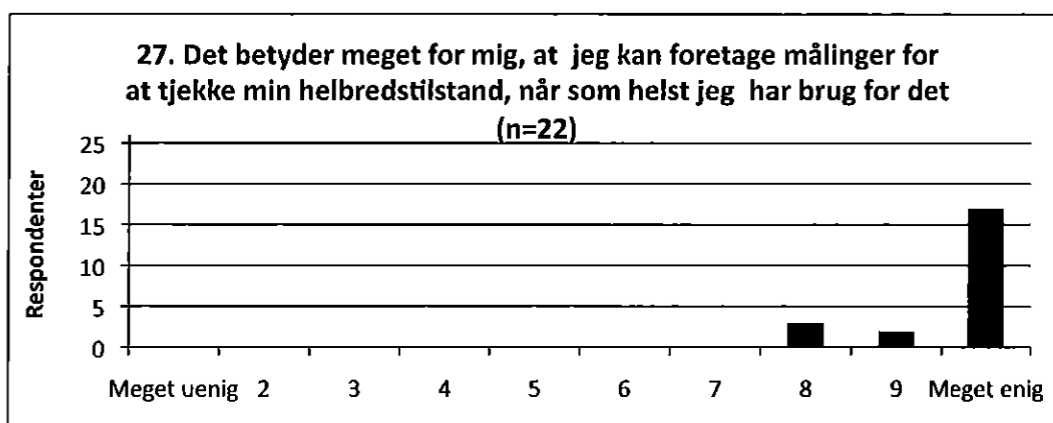 27. Det betyder meget for mig, at jeg kan foretage målinger for
at tjekke min helbredstilstand, når som helst jeg har brug for det
(n=22)
Respondenter
25
20
15
10
5
0
Meget uenig 2 3 4 5 6 7 8 9 Meget enig